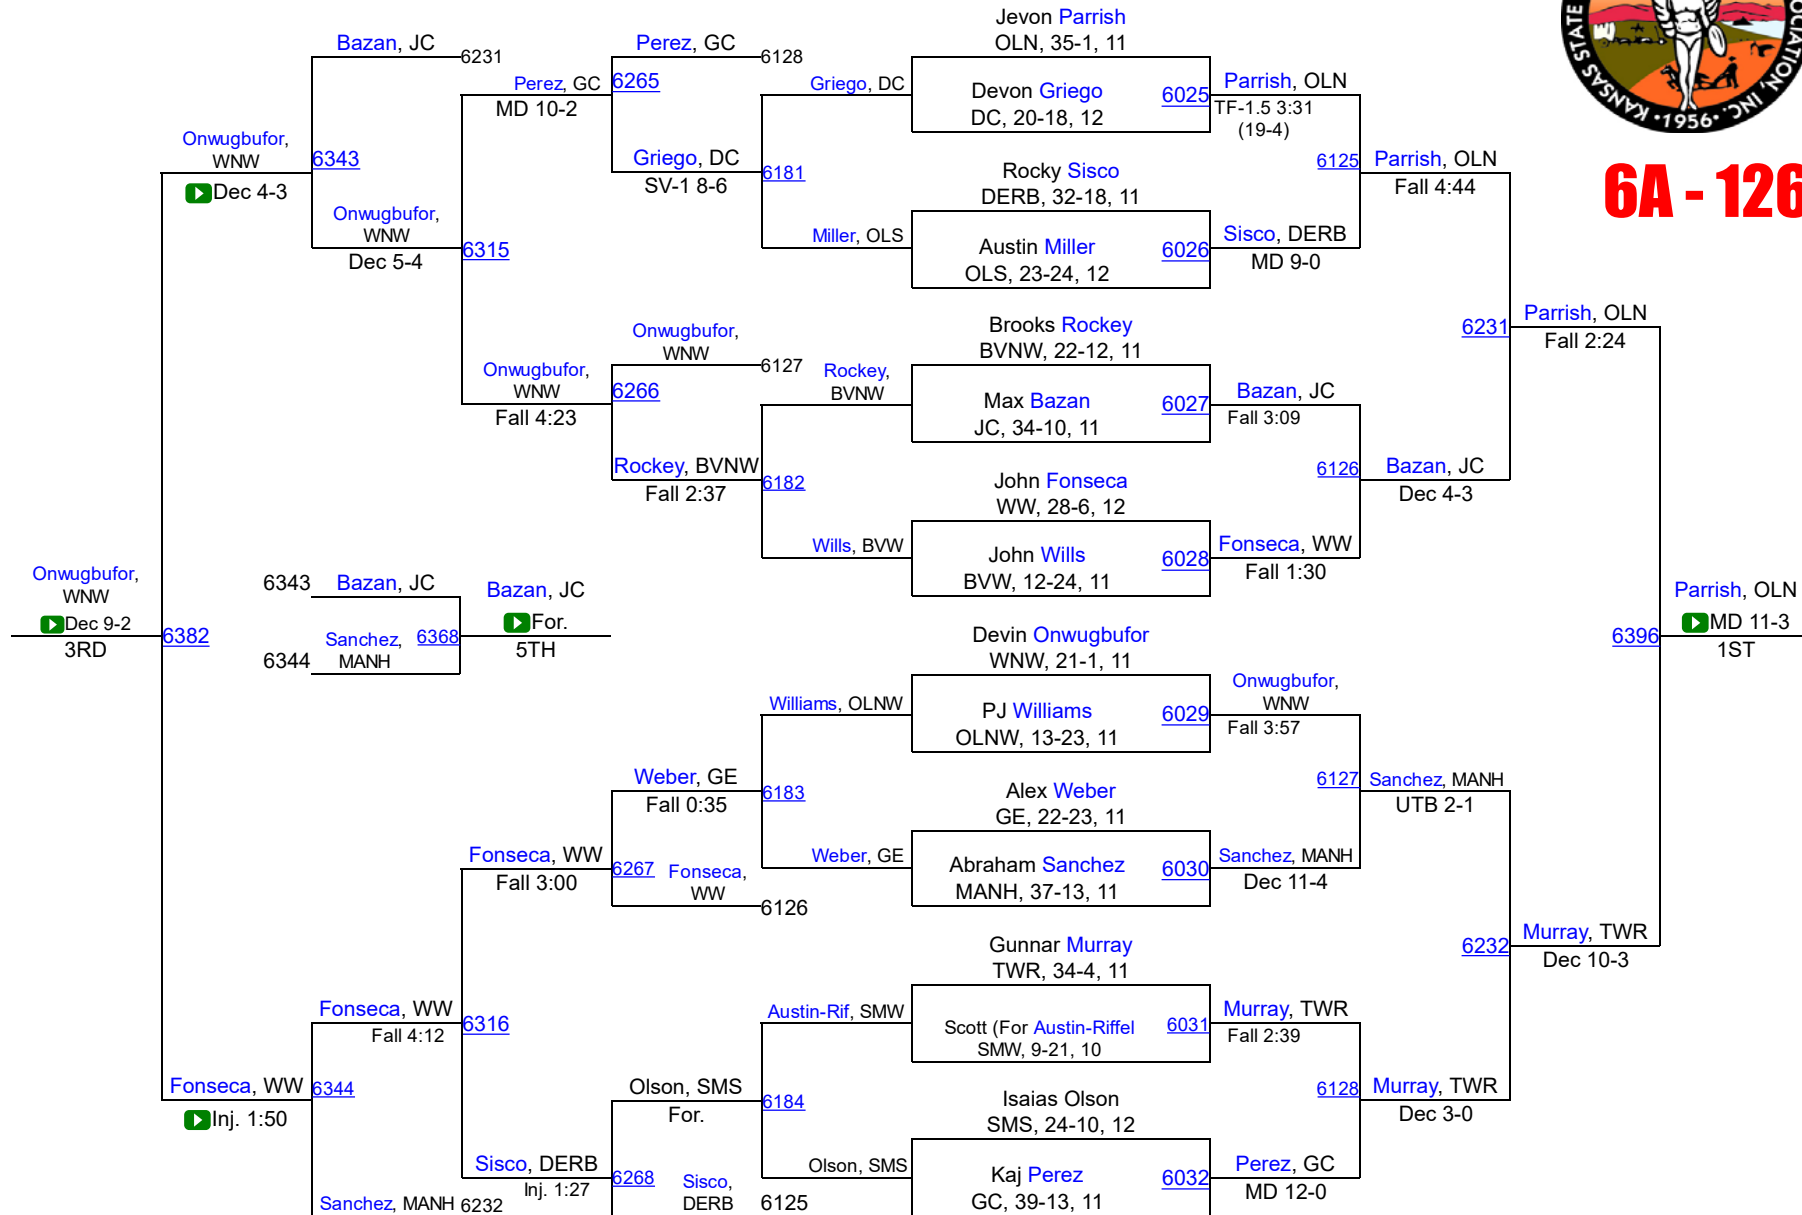 KANSAS STATE
OCIATION, INC.
•1956•
6A - 126
Jevon Parrish
OLN, 35-1, 11
Devon Griego
DC, 20-18, 12
6025
Rocky Sisco
DERB, 32-18, 11
Austin Miller
OLS, 23-24, 12
6026
Brooks Rockey
BVNW, 22-12, 11
Max Bazan
JC, 34-10, 11
6027
John Fonseca
WW, 28-6, 12
John Wills
BVW, 12-24, 11
6028
Devin Onwugbufor
WNW, 21-1, 11
PJ Williams
OLNW, 13-23, 11
6029
Alex Weber
GE, 22-23, 11
Abraham Sanchez
MANH, 37-13, 11
6030
Gunnar Murray
TWR, 34-4, 11
Scott (For Austin-Riffel
SMW, 9-21, 10
6031
Isaias Olson
SMS, 24-10, 12
Kaj Perez
GC, 39-13, 11
6032
Parrish, OLN
TF-1.5 3:31
(19-4)
6125
Sisco, DERB
MD 9-0
Bazan, JC
Fall 3:09
6126
Fonseca, WW
Fall 1:30
Onwugbufor,
WNW
Fall 3:57
6127
Sanchez, MANH
Dec 11-4
Murray, TWR
Fall 2:39
6128
Perez, GC
MD 12-0
Parrish, OLN
Fall 4:44
6231
Bazan, JC
Dec 4-3
Sanchez, MANH
UTB 2-1
6232
Murray, TWR
Dec 3-0
Parrish, OLN
Fall 2:24
6396
Murray, TWR
Dec 10-3
Parrish, OLN
MD 11-3
1ST
Griego, DC
6181
Miller, OLS
Rockey,
BVNW
6182
Wills, BVW
Williams, OLNW
6183
Weber, GE
Austin-Rif, SMW
6184
Olson, SMS
Perez, GC
6128
6265
Griego, DC
SV-1 8-6
Onwugbufor,
WNW
6127
6266
Rockey, BVNW
Fall 2:37
Weber, GE
Fall 0:35
6267
Fonseca,
WW
6126
Olson, SMS
For.
6268
Sisco,
DERB
6125
Perez, GC
MD 10-2
6315
Onwugbufor,
WNW
Fall 4:23
Fonseca, WW
Fall 3:00
6316
Sisco, DERB
Inj. 1:27
Bazan, JC
6231
6343
Onwugbufor,
WNW
Dec 5-4
Fonseca, WW
Fall 4:12
6344
Sanchez, MANH 6232
Onwugbufor,
WNW
Dec 4-3
6382
Fonseca, WW
Inj. 1:50
Onwugbufor,
WNW
Dec 9-2
3RD
6343
Bazan, JC
6344
Sanchez,
MANH
6368
Bazan, JC
For.
5TH